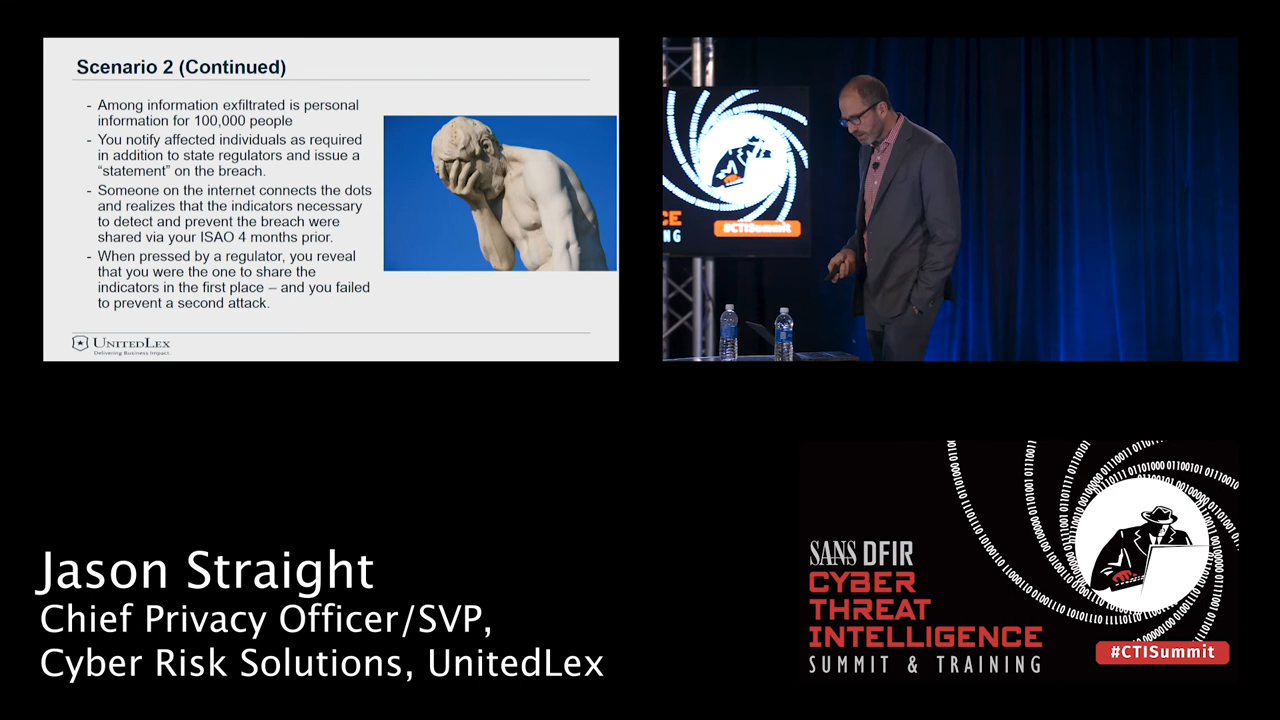 Scenario 2 (Continued)
- Among information exfiltrated is personal
information for 100,000 people
- You notify affected individuals as required
in addition to state regulators and issue a
“statement” on the breach.
- Someone on the internet connects the dots
and realizes that the indicators necessary
to detect and prevent the breach were
shared via your ISAO 4 months prior.
- When pressed by a regulator, you reveal
that you were the one to share the
indicators in the first place – and you failed
to prevent a second attack.
UNITEDLEX
Delivering Business Impact.
CE
NG
#CTISummit
Jason Straight
Chief Privacy Officer/SVP,
Cyber Risk Solutions, UnitedLex
SANS DFIR
CYBER
THREAT
INTELLIGENCE
SUMMIT & TRAINING
#CTISummit